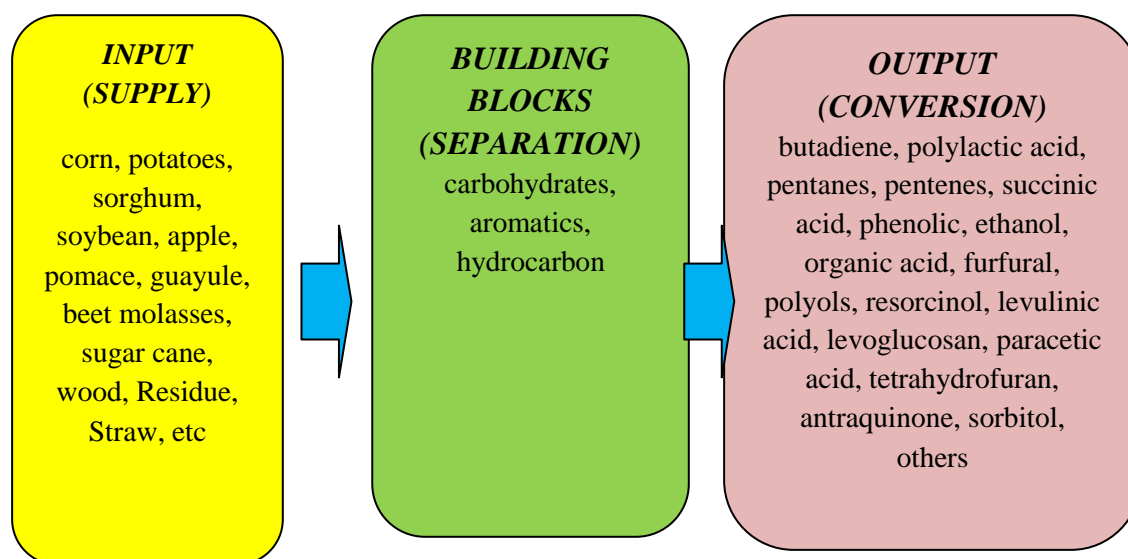 INPUT
(SUPPLY)
corn, potatoes,
sorghum,
soybean, apple,
pomace, guayule,
beet molasses,
sugar cane,
wood, Residue,
Straw, etc
BUILDING
BLOCKS
(SEPARATION)
carbohydrates,
aromatics,
hydrocarbon
OUTPUT
(CONVERSION)
butadiene, polylactic acid,
pentanes, pentenes, succinic
acid, phenolic, ethanol,
organic acid, furfural,
polyols, resorcinol, levulinic
acid, levoglucosan, paracetic
acid, tetrahydrofuran,
antraquinone, sorbitol,
others